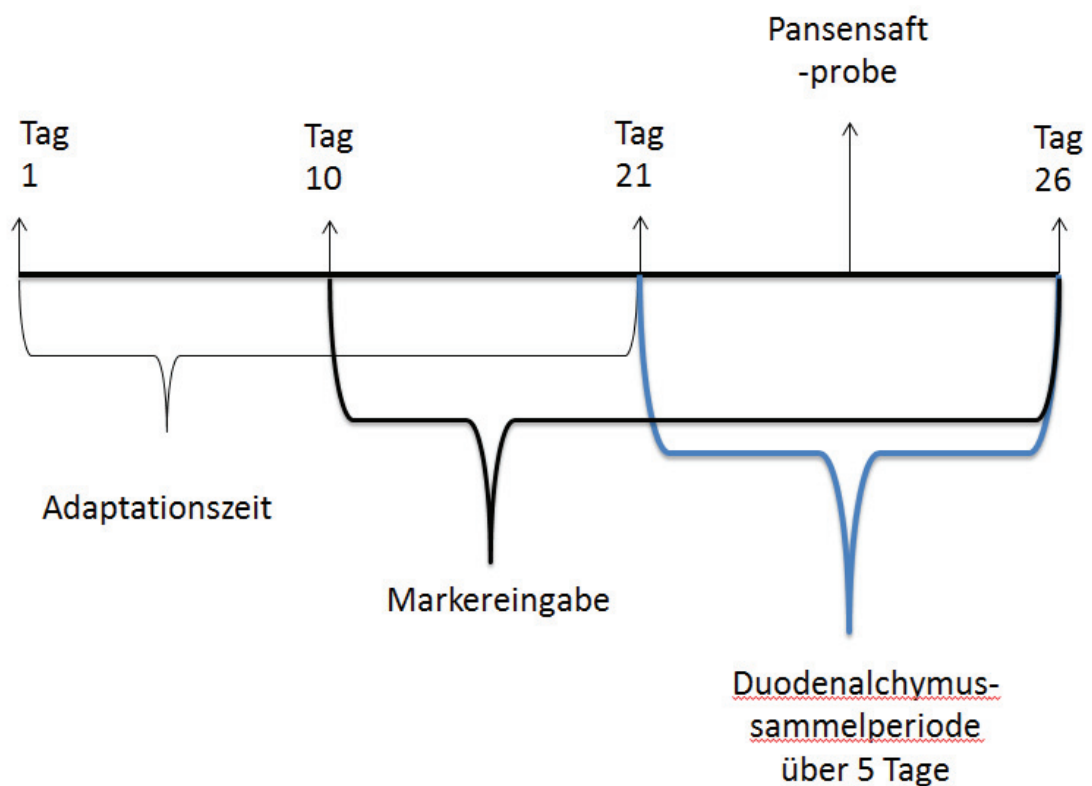 Pansensaft
-probe
Tag
1
Tag
10
Tag
21
Tag
26
Adaptationszeit
Markereingabe
Duodenalchymus-
sammelperiode
über 5 Tage